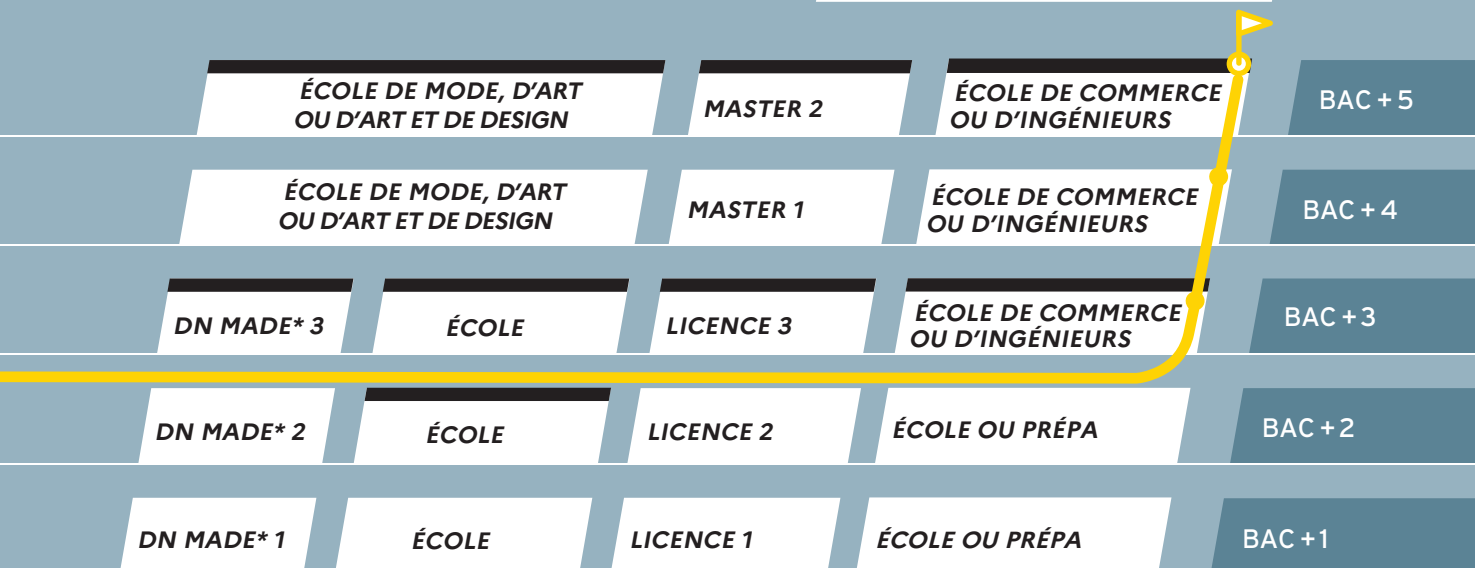 ÉCOLE DE MODE, D'ART
OU D'ART ET DE DESIGN
MASTER 2
ÉCOLE DE COMMERCE
OU D'INGÉNIEURS
BAC + 5
ÉCOLE DE MODE, D'ART
OU D'ART ET DE DESIGN
MASTER 1
ÉCOLE DE COMMERCE
OU D'INGÉNIEURS
BAC + 4
DN MADE* 3
ÉCOLE
LICENCE 3
ÉCOLE DE COMMERCE
OU D'INGÉNIEURS
BAC + 3
DN MADE* 2
ÉCOLE
LICENCE 2
ÉCOLE OU PRÉPA
BAC + 2
DN MADE* 1
ÉCOLE
LICENCE 1
ÉCOLE OU PRÉPA
BAC + 1